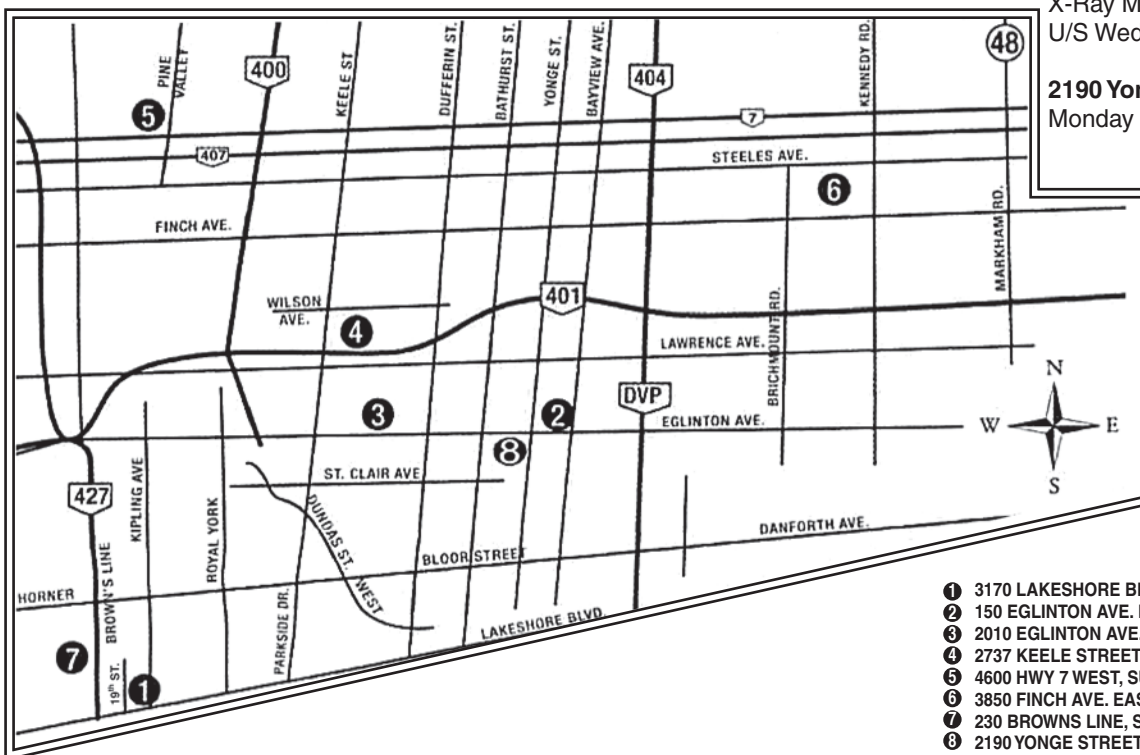 X-Ray M
U/S Wed
2190 Yon
Monday
PINE
VALLEY
400
KEELE ST
DUFFERIN ST.
BATHURST ST.
YONGE ST.
BAYVIEW AVE.
404
KENNEDY RD.
48
5
7
407
STEELES AVE.
6
FINCH AVE.
MARKHAM RD.
WILSON
AVE.
401
4
BRICHMOUNT RD.
LAWRENCE AVE.
N
DVP
3
2
EGLINTON AVE.
W
E
8
ST. CLAIR AVE
S
427
KIPLING AVE
ROYAL YORK
DUNDAS ST. WEST
DANFORTH AVE.
BLOOR STREET
HORNER
BROWN'S LINE
PARKSIDE DR.
LAKESHORE BLVD.
7
19th ST.
1
1 3170 LAKESHORE BL
2 150 EGLINTON AVE.
3 2010 EGLINTON AVE.
4 2737 KEELE STREET
5 4600 HWY 7 WEST, SU
6 3850 FINCH AVE. EAS
7 230 BROWNS LINE, S
8 2190 YONGE STREET